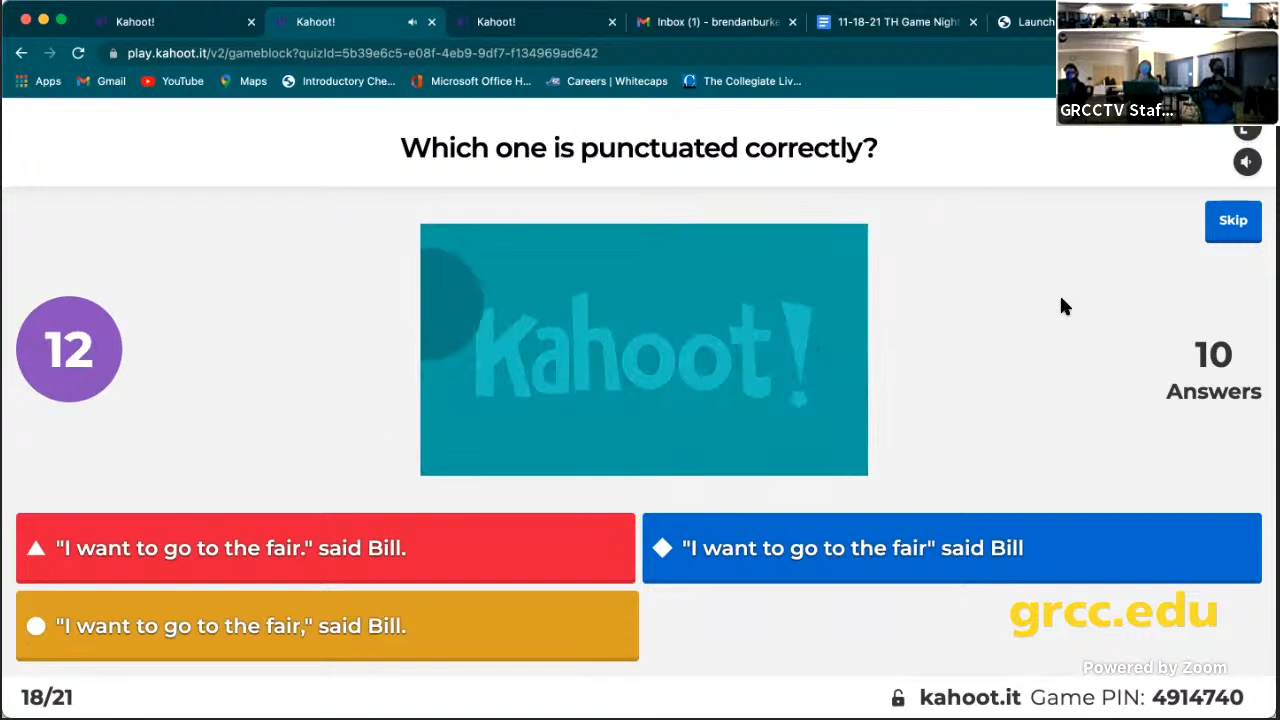 Kahoot!
Kahoot!
Kahoot!
Inbox (1) - brendanburke
11-18-21 TH Game Night
Launch
play.kahoot.it/v2/gameblock?quizId=5b39e6c5-e08f-4eb9-9df7-f134969ad642
Apps
Gmail
YouTube
Maps
Introductory Che...
Microsoft Office H...
Careers | Whitecaps
The Collegiate Liv...
GRCCTV Staf...
Which one is punctuated correctly?
Skip
12
Kahoot!
10
Answers
"I want to go to the fair." said Bill.
"I want to go to the fair" said Bill
"I want to go to the fair," said Bill.
grcc.edu
Powered by Zoom
18/21
kahoot.it Game PIN: 4914740